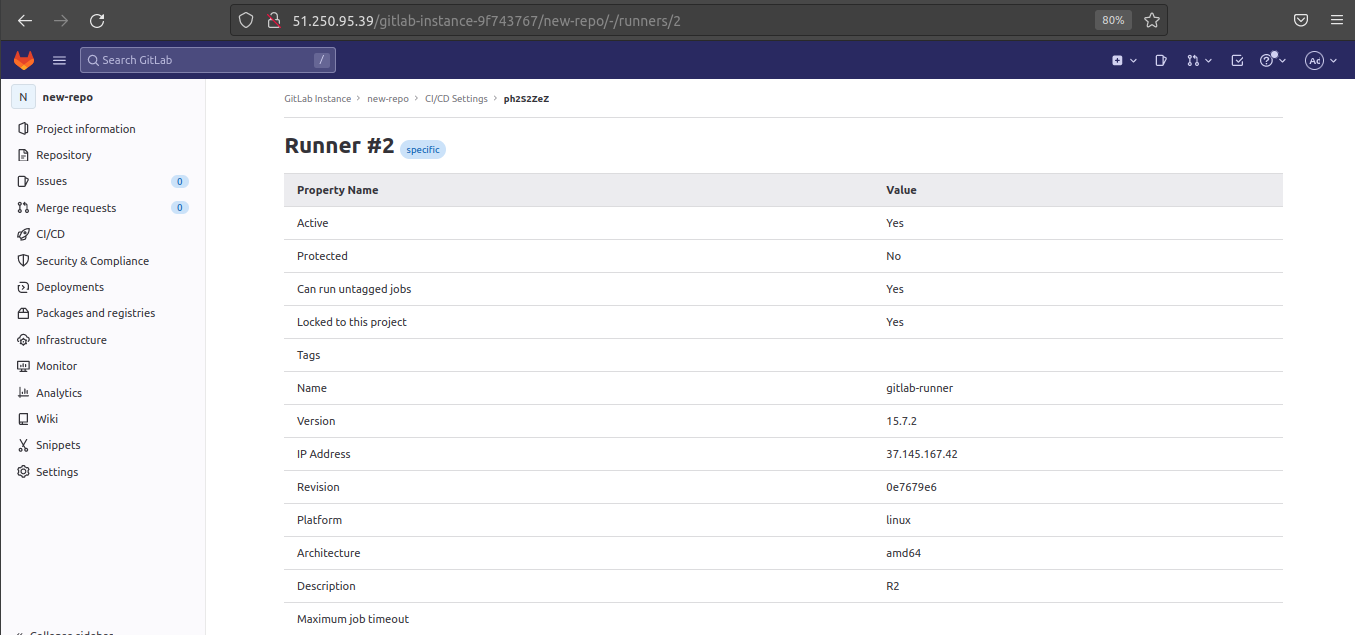 51.250.95.39/gitlab-instance-9f743767/new-repo/-/runners/2
80%
Search GitLab
/
Ac
N new-repo
Project information
Repository
Issues 0
Merge requests 0
CI/CD
Security & Compliance
Deployments
Packages and registries
Infrastructure
Monitor
Analytics
Wiki
Snippets
Settings
Collapse sidebar
GitLab Instance > new-repo > CI/CD Settings > ph2S2ZeZ
Runner #2 specific
Property Name Value
Active Yes
Protected No
Can run untagged jobs Yes
Locked to this project Yes
Tags
Name gitlab-runner
Version 15.7.2
IP Address 37.145.167.42
Revision 0e7679e6
Platform linux
Architecture amd64
Description R2
Maximum job timeout